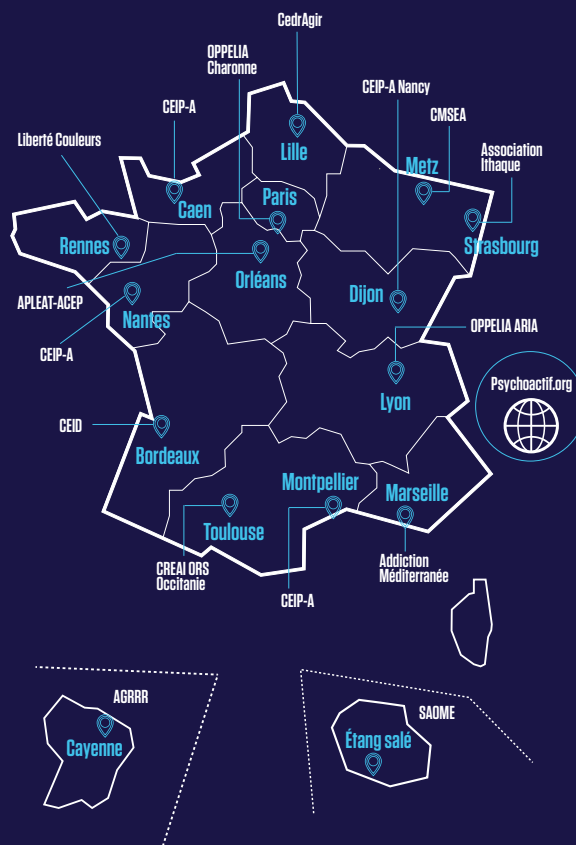 CedrAgir
OPPELIA
Charonne
CEIP-A
CEIP-A Nancy
CMSEA
Liberté Couleurs
Association
Ithaque
Lille
Metz
Caen
Paris
Strasbourg
Rennes
Orléans
APLEAT-ACEP
Dijon
Nantes
OPPELIA ARIA
CEIP-A
Psychoactif.org
Lyon
CEID
Bordeaux
Montpellier
Marseille
Toulouse
CREAI ORS
Occitanie
Addiction
Méditerranée
CEIP-A
AGRRR
SAOME
Cayenne
Étang salé